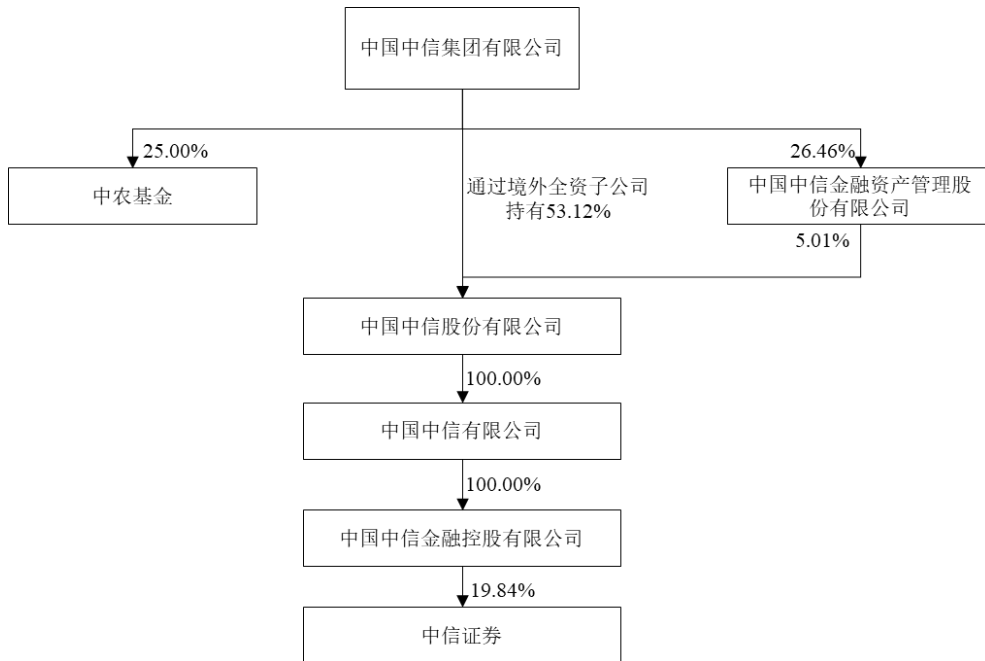 中国中信集团有限公司
25.00%
26.46%
中农基金
通过境外全资子公司
持有53.12%
中国中信金融资产管理股
份有限公司
5.01%
中国中信股份有限公司
100.00%
中国中信有限公司
100.00%
中国中信金融控股有限公司
19.84%
中信证券